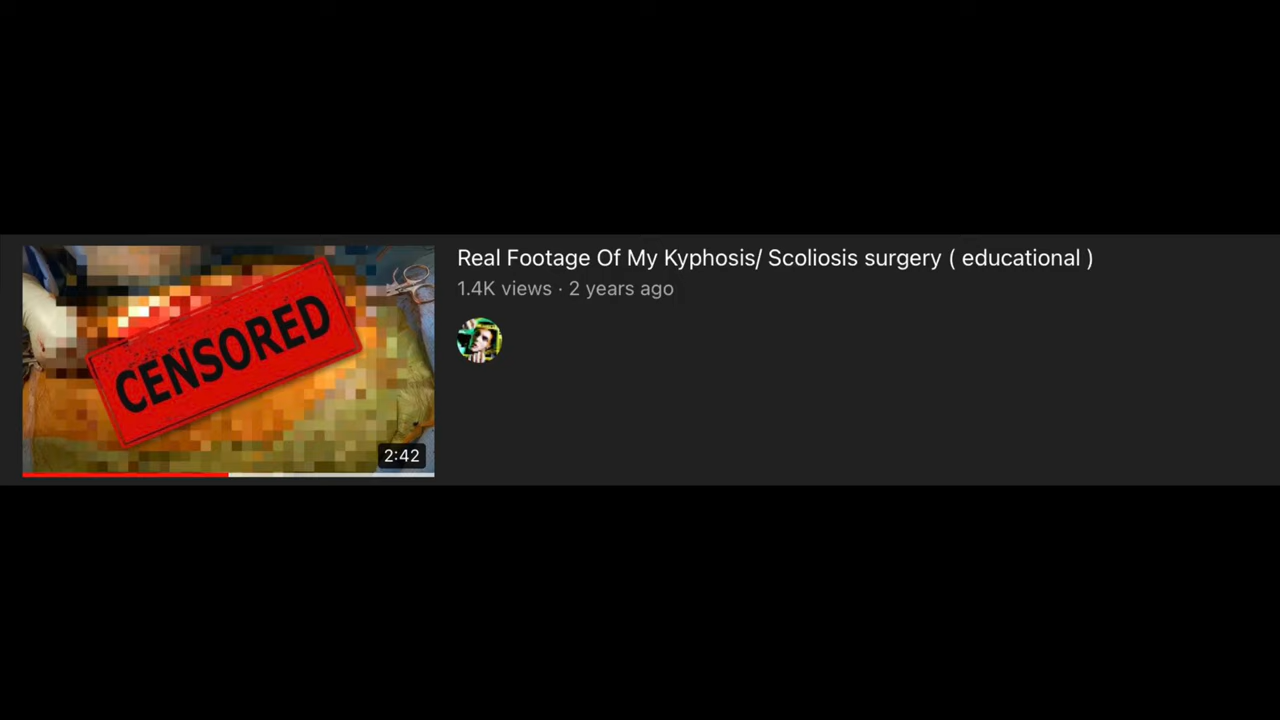 Real Footage Of My Kyphosis/ Scoliosis surgery ( educational )
1.4K views · 2 years ago
CENSORED
2:42